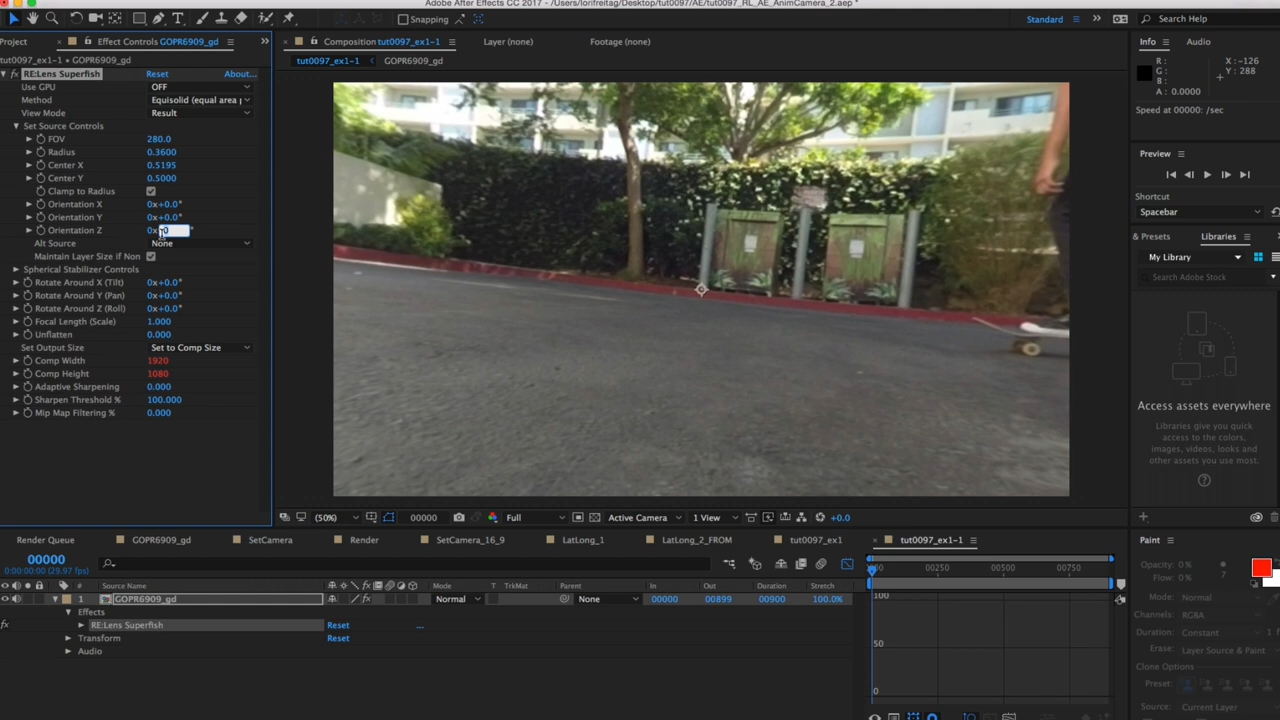 Adobe After Effects CC 2017 - /Users/lorifreitag/Desktop/tut0097/AE/tut0097_RL_AE_AnimCamera_2.aep *
Snapping
Standard
Search Help
Project
Effect Controls GOPR6909_gd
Composition tut0097_ex1-1
Layer (none)
Footage (none)
Info
Audio
tut0097_ex1-1 • GOPR6909_gd
tut0097_ex1-1
GOPR6909_gd
RE:Lens Superfish
Reset
About...
Use GPU
OFF
Method
Equisolid (equal area p
View Mode
Result
Set Source Controls
FOV
280.0
Radius
0.3600
Center X
0.5195
Center Y
0.5000
Clamp to Radius
Orientation X
0x+0.0°
Orientation Y
0x+0.0°
Orientation Z
0x
Alt Source
None
Maintain Layer Size if Non
Spherical Stabilizer Controls
Rotate Around X (Tilt)
0x+0.0°
Rotate Around Y (Pan)
0x+0.0°
Rotate Around Z (Roll)
0x+0.0°
Focal Length (Scale)
1.000
Unflatten
0.000
Set Output Size
Set to Comp Size
Comp Width
1920
Comp Height
1080
Adaptive Sharpening
0.000
Sharpen Threshold %
100.000
Mip Map Filtering %
0.000
R :
G :
B :
A : 0.0000
X : -126
Y : 288
Speed at 00000: /sec
Preview
Shortcut
Spacebar
& Presets
Libraries
My Library
Search Adobe Stock
Access assets everywhere
Libraries give you quick
access to the colors,
images, videos, looks and
other assets you use most.
(50%)
00000
Full
Active Camera
1 View
+0.0
Render Queue
GOPR6909_gd
SetCamera
Render
SetCamera_16_9
LatLong_1
LatLong_2_FROM
tut0097_ex1
tut0097_ex1-1
00000
0:00:00:00 (29.97 fps)
00250
00500
00750
#
Source Name
Mode
T
TrkMat
Parent
In
Out
Duration
Stretch
1
GOPR6909_gd
Normal
None
00000
00899
00900
100.0%
Effects
RE:Lens Superfish
Reset
...
Transform
Reset
Audio
100
50
0
Paint
Opacity: 0 %
Flow: 0 %
7
Mode:
Normal
Channels:
RGBA
Duration:
Constant
Erase:
Layer Source & Paint
Clone Options
Preset:
Source:
Current Layer